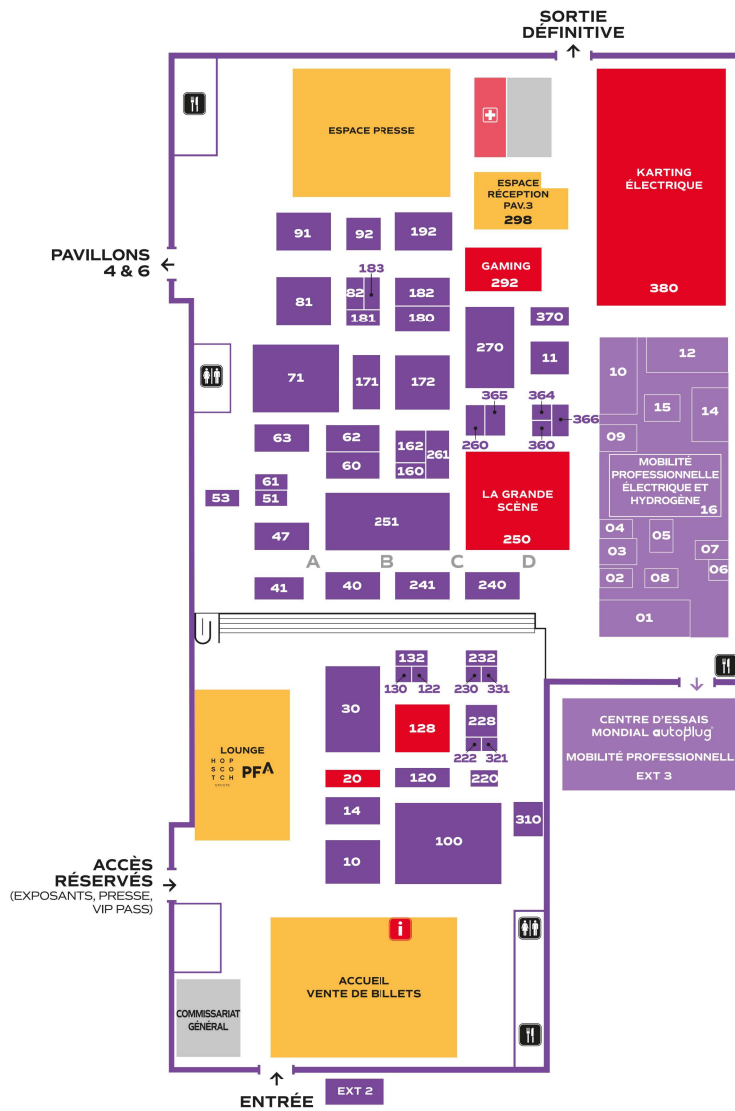 SORTIE
DÉFINITIVE
ESPACE PRESSE
KARTING
ÉLECTRIQUE
380
ESPACE
RÉCEPTION
PAV.3
298
91
92
192
PAVILLONS
4 & 6
183
GAMING
292
81
82
182
181
180
270
370
11
71
171
172
10
12
15
14
09
365
364
366
260
360
63
62
162
261
60
160
61
51
53
LA GRANDE
SCÈNE
250
MOBILITÉ
PROFESSIONNELLE
ÉLECTRIQUE ET
HYDROGÈNE
16
251
47
04
05
03
07
06
02
08
01
A
B
C
D
41
40
241
240
132
232
130
122
230
331
30
128
228
222
321
LOUNGE
HOP
SCO
TCH
PFA
20
120
220
14
310
10
100
CENTRE D'ESSAIS
MONDIAL autoplug
MOBILITÉ PROFESSIONNELL
EXT 3
ACCÈS
RÉSERVÉS
(EXPOSANTS, PRESSE,
VIP PASS)
i
ACCUEIL
VENTE DE BILLETS
COMMISSARIAT
GÉNÉRAL
ENTRÉE
EXT 2